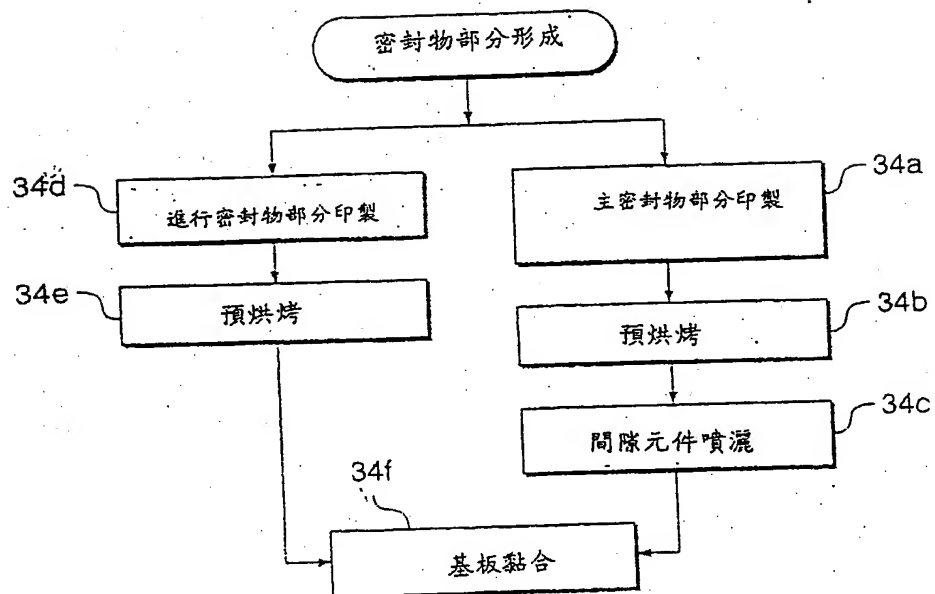 密封物部分形成
34d
進行密封物部分印製
34a
主密封物部分印製
34e
預烘烤
34b
預烘烤
34c
間隙元件噴灑
34f
基板黏合